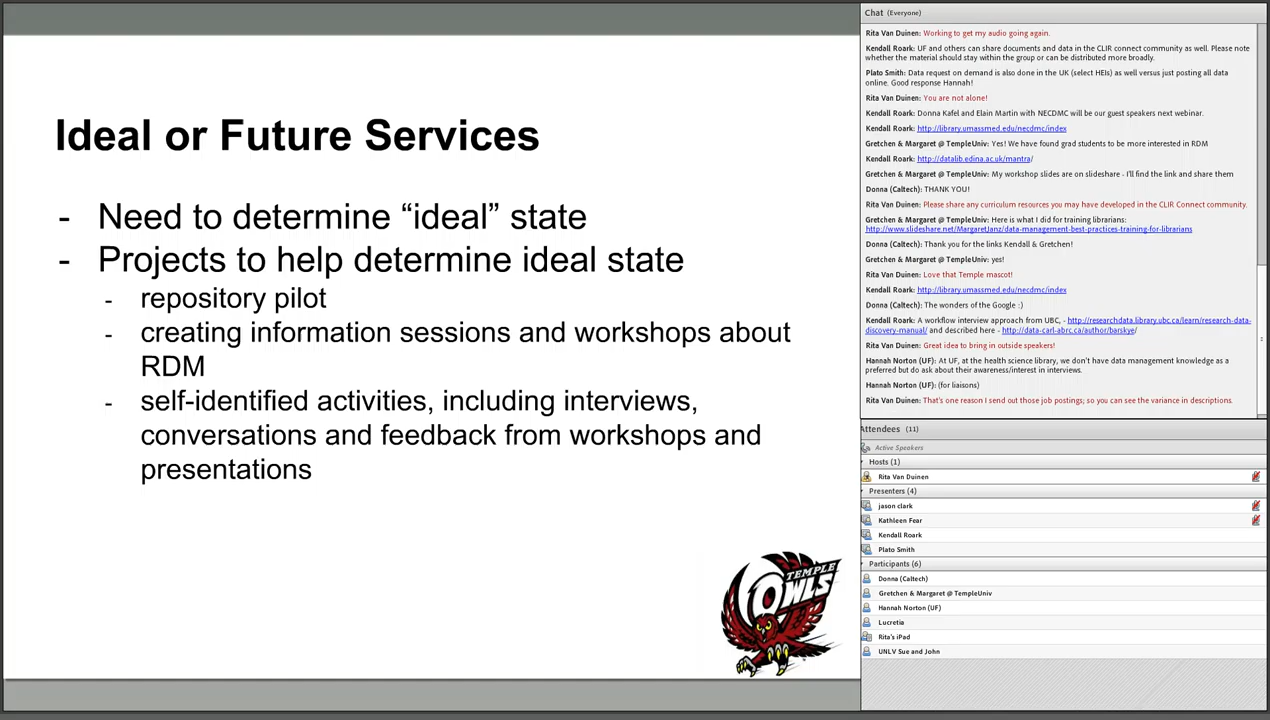 Ideal or Future Services
- Need to determine “ideal” state
- Projects to help determine ideal state
- repository pilot
- creating information sessions and workshops about
RDM
- self-identified activities, including interviews,
conversations and feedback from workshops and
presentations
TEMPLE
OWLS
Chat (Everyone)
Rita Van Duinen: Working to get my audio going again.
Kendall Roark: UF and others can share documents and data in the CLIR connect community as well. Please note
whether the material should stay within the group or can be distributed more broadly.
Plato Smith: Data request on demand is also done in the UK (select HEIs) as well versus just posting all data
online. Good response Hannah!
Rita Van Duinen: You are not alone!
Kendall Roark: Donna Kafel and Elain Martin with NECDMC will be our guest speakers next webinar.
Kendall Roark: http://library.umassmed.edu/necdmc/index
Gretchen & Margaret @ TempleUniv: Yes! We have found grad students to be more interested in RDM
Kendall Roark: http://datalib.edina.ac.uk/mantra/
Gretchen & Margaret @ TempleUniv: My workshop slides are on slideshare - I'll find the link and share them
Donna (Caltech): THANK YOU!
Rita Van Duinen: Please share any curriculum resources you may have developed in the CLIR Connect community.
Gretchen & Margaret @ TempleUniv: Here is what I did for training librarians:
http://www.slideshare.net/MargaretJanz/data-management-best-practices-training-for-librarians
Donna (Caltech): Thank you for the links Kendall & Gretchen!
Gretchen & Margaret @ TempleUniv: yes!
Rita Van Duinen: Love that Temple mascot!
Kendall Roark: http://library.umassmed.edu/necdmc/index
Donna (Caltech): The wonders of the Google :)
Kendall Roark: A workflow interview approach from UBC, - http://researchdata.library.ubc.ca/learn/research-data-
discovery-manual/ and described here - http://data-carl-abrc.ca/author/barskye/
Rita Van Duinen: Great idea to bring in outside speakers!
Hannah Norton (UF): At UF, at the health science library, we don't have data management knowledge as a
preferred but do ask about their awareness/interest in interviews.
Hannah Norton (UF): (for liaisons)
Rita Van Duinen: That's one reason I send out those job postings; so you can see the variance in descriptions.
Attendees (11)
Active Speakers
Hosts (1)
Rita Van Duinen
Presenters (4)
jason clark
Kathleen Fear
Kendall Roark
Plato Smith
Participants (6)
Donna (Caltech)
Gretchen & Margaret @ TempleUniv
Hannah Norton (UF)
Lucretia
Rita's iPad
UNLV Sue and John